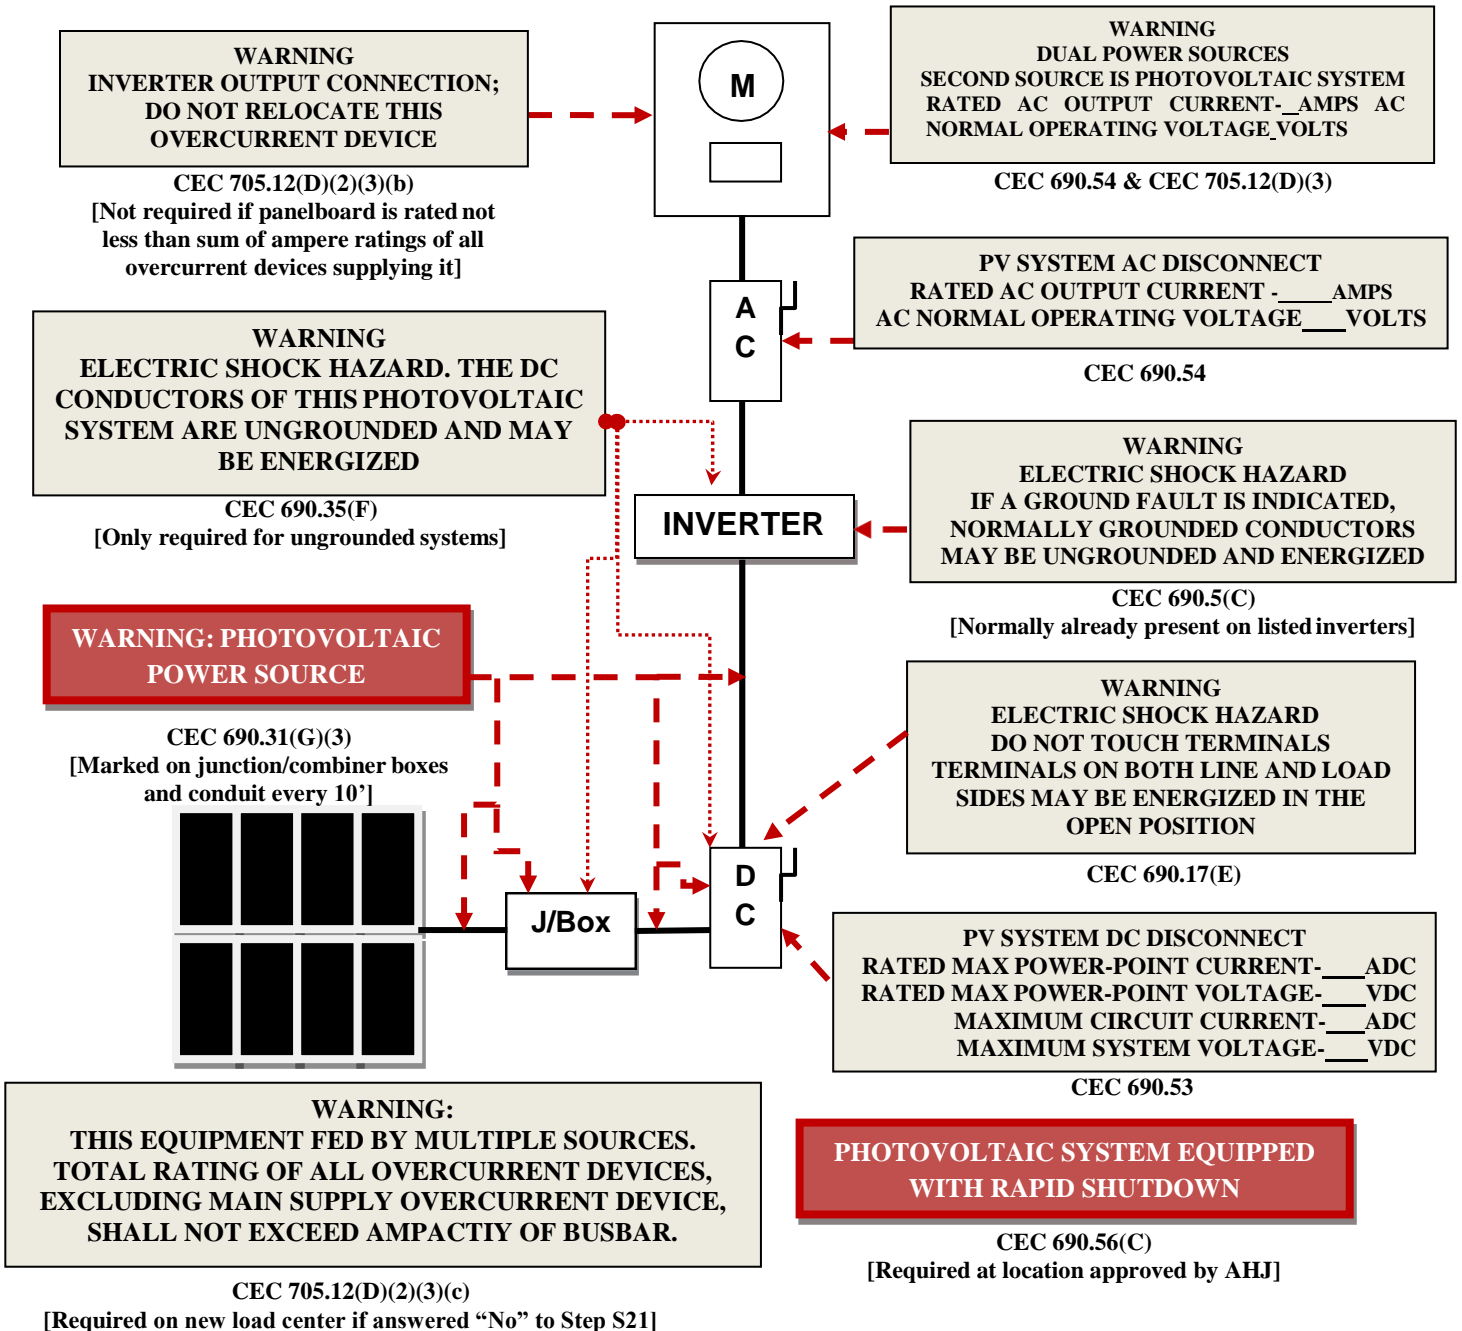 WARNING
INVERTER OUTPUT CONNECTION;
DO NOT RELOCATE THIS
OVERCURRENT DEVICE
CEC 705.12(D)(2)(3)(b)
[Not required if panelboard is rated not
less than sum of ampere ratings of all
overcurrent devices supplying it]
M
WARNING
DUAL POWER SOURCES
SECOND SOURCE IS PHOTOVOLTAIC SYSTEM
RATED AC OUTPUT CURRENT-__AMPS AC
NORMAL OPERATING VOLTAGE_VOLTS
CEC 690.54 & CEC 705.12(D)(3)
A
C
PV SYSTEM AC DISCONNECT
RATED AC OUTPUT CURRENT -____AMPS
AC NORMAL OPERATING VOLTAGE___VOLTS
CEC 690.54
WARNING
ELECTRIC SHOCK HAZARD. THE DC
CONDUCTORS OF THIS PHOTOVOLTAIC
SYSTEM ARE UNGROUNDED AND MAY
BE ENERGIZED
CEC 690.35(F)
[Only required for ungrounded systems]
INVERTER
WARNING
ELECTRIC SHOCK HAZARD
IF A GROUND FAULT IS INDICATED,
NORMALLY GROUNDED CONDUCTORS
MAY BE UNGROUNDED AND ENERGIZED
CEC 690.5(C)
[Normally already present on listed inverters]
WARNING: PHOTOVOLTAIC
POWER SOURCE
CEC 690.31(G)(3)
[Marked on junction/combiner boxes
and conduit every 10’]
WARNING
ELECTRIC SHOCK HAZARD
DO NOT TOUCH TERMINALS
TERMINALS ON BOTH LINE AND LOAD
SIDES MAY BE ENERGIZED IN THE
OPEN POSITION
CEC 690.17(E)
J/Box
D
C
PV SYSTEM DC DISCONNECT
RATED MAX POWER-POINT CURRENT-___ADC
RATED MAX POWER-POINT VOLTAGE-___VDC
MAXIMUM CIRCUIT CURRENT-___ADC
MAXIMUM SYSTEM VOLTAGE-___VDC
CEC 690.53
WARNING:
THIS EQUIPMENT FED BY MULTIPLE SOURCES.
TOTAL RATING OF ALL OVERCURRENT DEVICES,
EXCLUDING MAIN SUPPLY OVERCURRENT DEVICE,
SHALL NOT EXCEED AMPACTIY OF BUSBAR.
CEC 705.12(D)(2)(3)(c)
[Required on new load center if answered “No” to Step S21]
PHOTOVOLTAIC SYSTEM EQUIPPED
WITH RAPID SHUTDOWN
CEC 690.56(C)
[Required at location approved by AHJ]